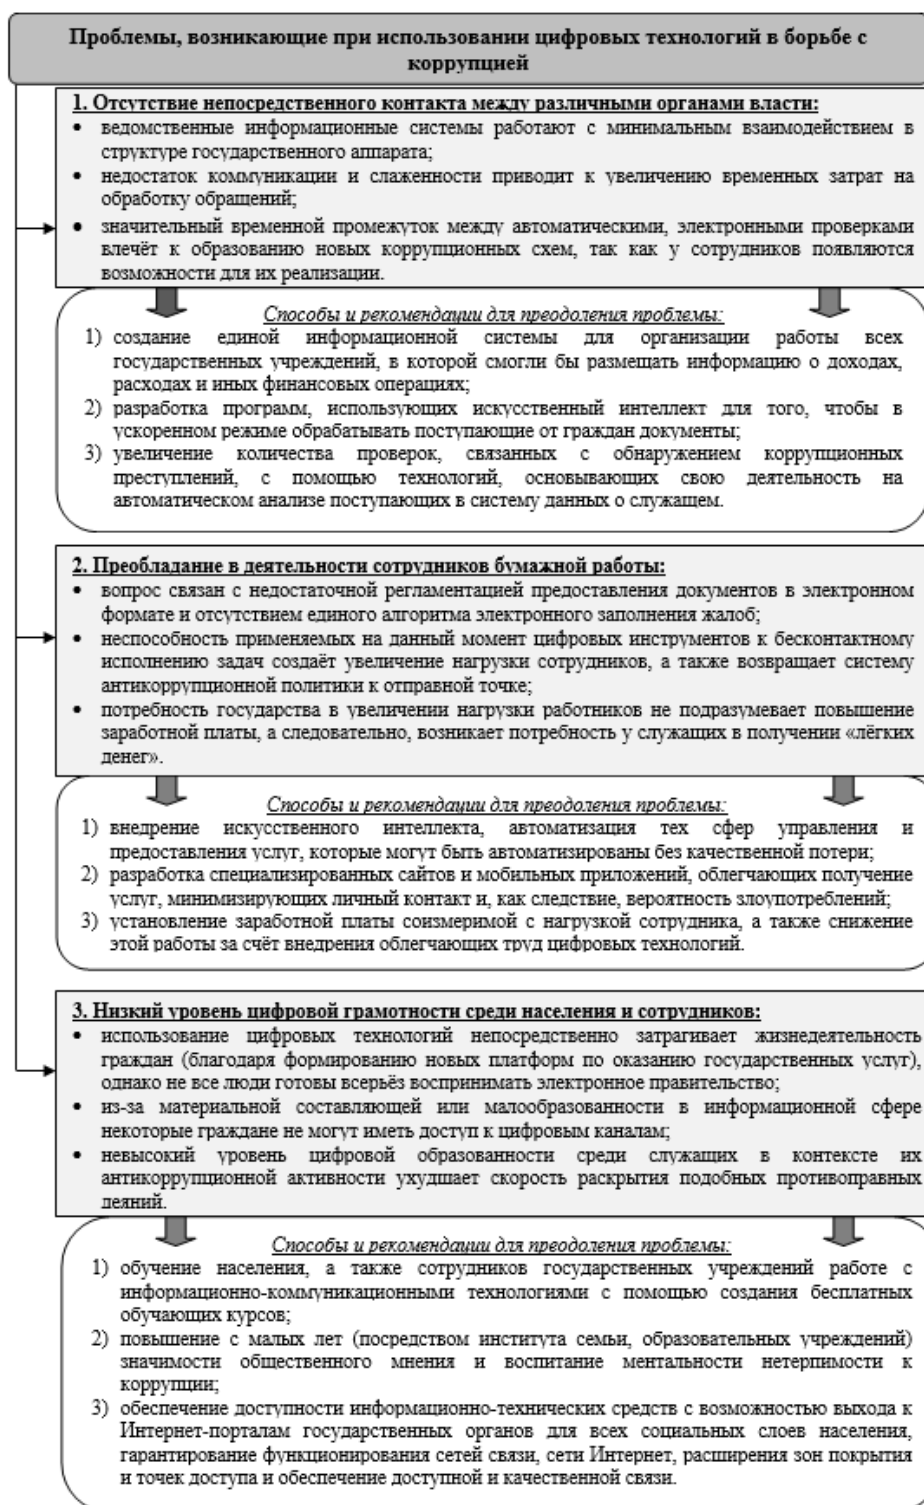 Проблемы, возникающие при использовании цифровых технологий в борьбе с
коррупцией
1. Отсутствие непосредственного контакта между различными органами власти:
• ведомственные информационные системы работают с минимальным взаимодействием в
структуре государственного аппарата;
• недостаток коммуникации и слаженности приводит к увеличению временных затрат на
обработку обращений;
• значительный временной промежуток между автоматическими, электронными проверками
влечёт к образованию новых коррупционных схем, так как у сотрудников появляются
возможности для их реализации.
Способы и рекомендации для преодоления проблемы:
1) создание единой информационной системы для организации работы всех
государственных учреждений, в которой смогли бы размещать информацию о доходах,
расходах и иных финансовых операциях;
2) разработка программ, использующих искусственный интеллект для того, чтобы в
ускоренном режиме обрабатывать поступающие от граждан документы;
3) увеличение количества проверок, связанных с обнаружением коррупционных
преступлений, с помощью технологий, основывающих свою деятельность на
автоматическом анализе поступающих в систему данных о служащем.
2. Преобладание в деятельности сотрудников бумажной работы:
• вопрос связан с недостаточной регламентацией предоставления документов в электронном
формате и отсутствием единого алгоритма электронного заполнения жалоб;
• неспособность применяемых на данный момент цифровых инструментов к бесконтактному
исполнению задач создаёт увеличение нагрузки сотрудников, а также возвращает систему
антикоррупционной политики к отправной точке;
• потребность государства в увеличении нагрузки работников не подразумевает повышение
заработной платы, а следовательно, возникает потребность у служащих в получении «лёгких
денег».
Способы и рекомендации для преодоления проблемы:
1) внедрение искусственного интеллекта, автоматизация тех сфер управления и
предоставления услуг, которые могут быть автоматизированы без качественной потери;
2) разработка специализированных сайтов и мобильных приложений, облегчающих получение
услуг, минимизирующих личный контакт и, как следствие, вероятность злоупотреблений;
3) установление заработной платы соизмеримой с нагрузкой сотрудника, а также снижение
этой работы за счёт внедрения облегчающих труд цифровых технологий.
3. Низкий уровень цифровой грамотности среди населения и сотрудников:
• использование цифровых технологий непосредственно затрагивает жизнедеятельность
граждан (благодаря формированию новых платформ по оказанию государственных услуг),
однако не все люди готовы всерьёз воспринимать электронное правительство;
• из-за материальной составляющей или малообразованности в информационной сфере
некоторые граждане не могут иметь доступ к цифровым каналам;
• невысокий уровень цифровой образованности среди служащих в контексте их
антикоррупционной активности ухудшает скорость раскрытия подобных противоправных
деяний.
Способы и рекомендации для преодоления проблемы:
1) обучение населения, а также сотрудников государственных учреждений работе с
информационно-коммуникационными технологиями с помощью создания бесплатных
обучающих курсов;
2) повышение с малых лет (посредством института семьи, образовательных учреждений)
значимости общественного мнения и воспитание ментальности нетерпимости к
коррупции;
3) обеспечение доступности информационно-технических средств с возможностью выхода к
Интернет-порталам государственных органов для всех социальных слоев населения,
гарантирование функционирования сетей связи, сети Интернет, расширения зон покрытия
и точек доступа и обеспечение доступной и качественной связи.